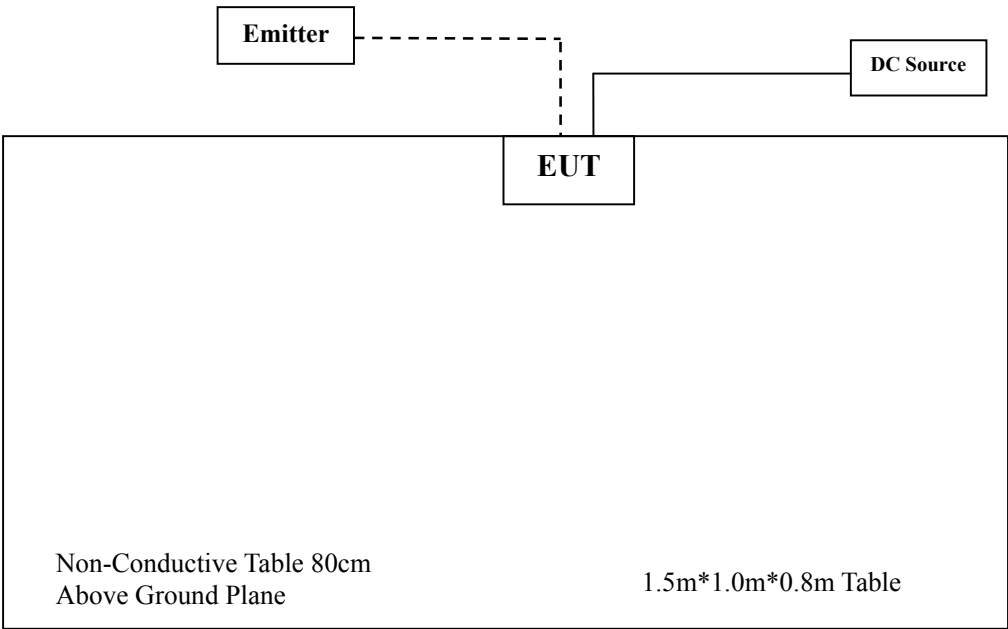 Emitter
DC Source
EUT
Non-Conductive Table 80cm
Above Ground Plane
1.5m*1.0m*0.8m Table